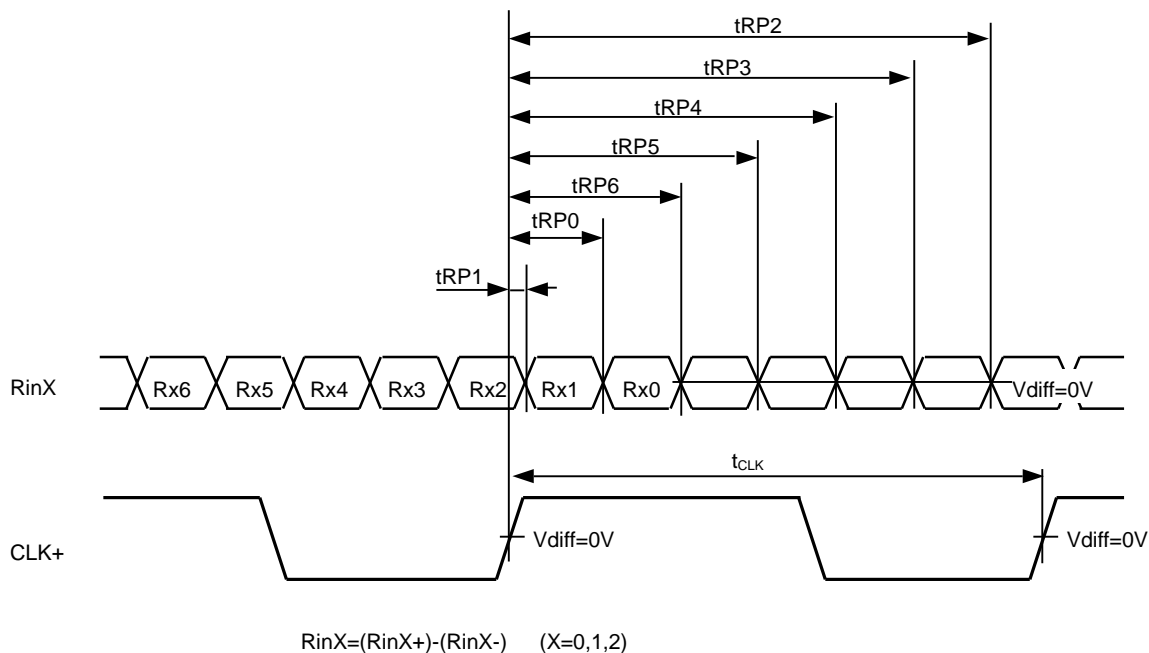 tRP2
tRP3
tRP4
tRP5
tRP6
tRP0
tRP1
RinX Rx6 Rx5 Rx4 Rx3 Rx2 Rx1 Rx0 Vdiff=0V
tCLK
CLK+ Vdiff=0V Vdiff=0V
RinX=(RinX+)-(RinX-) (X=0,1,2)